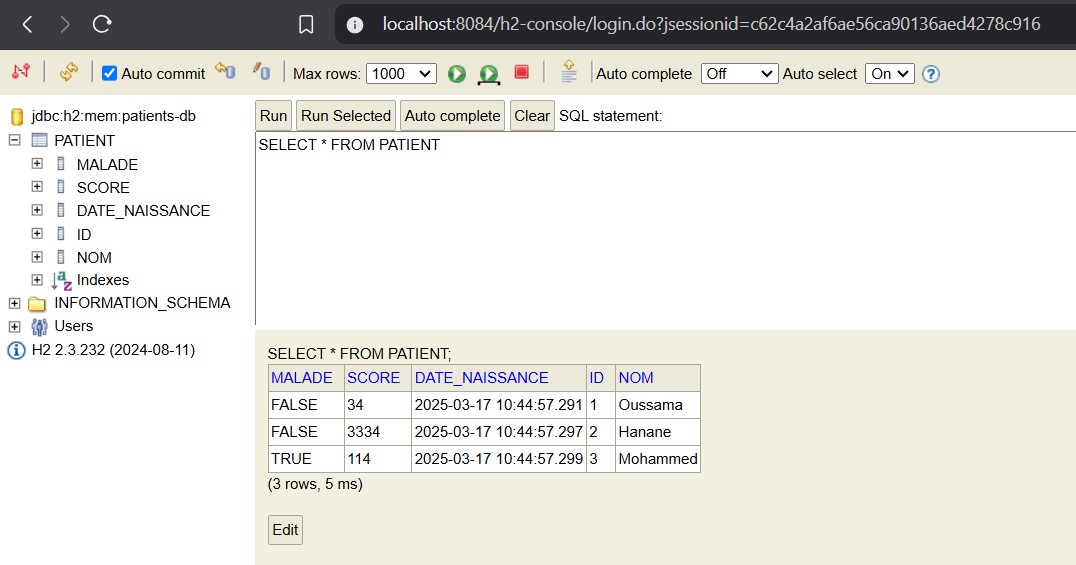 localhost:8084/h2-console/login.do?jsessionid=c62c4a2af6ae56ca90136aed4278c916
Auto commit Max rows: 1000 Auto complete Off Auto select On ?
jdbc:h2:mem:patients-db
PATIENT
MALADE
SCORE
DATE_NAISSANCE
ID
NOM
Indexes
INFORMATION_SCHEMA
Users
H2 2.3.232 (2024-08-11)
Run Run Selected Auto complete Clear SQL statement:
SELECT * FROM PATIENT
SELECT * FROM PATIENT;
MALADE SCORE DATE_NAISSANCE ID NOM
FALSE 34 2025-03-17 10:44:57.291 1 Oussama
FALSE 3334 2025-03-17 10:44:57.297 2 Hanane
TRUE 114 2025-03-17 10:44:57.299 3 Mohammed
(3 rows, 5 ms)
Edit